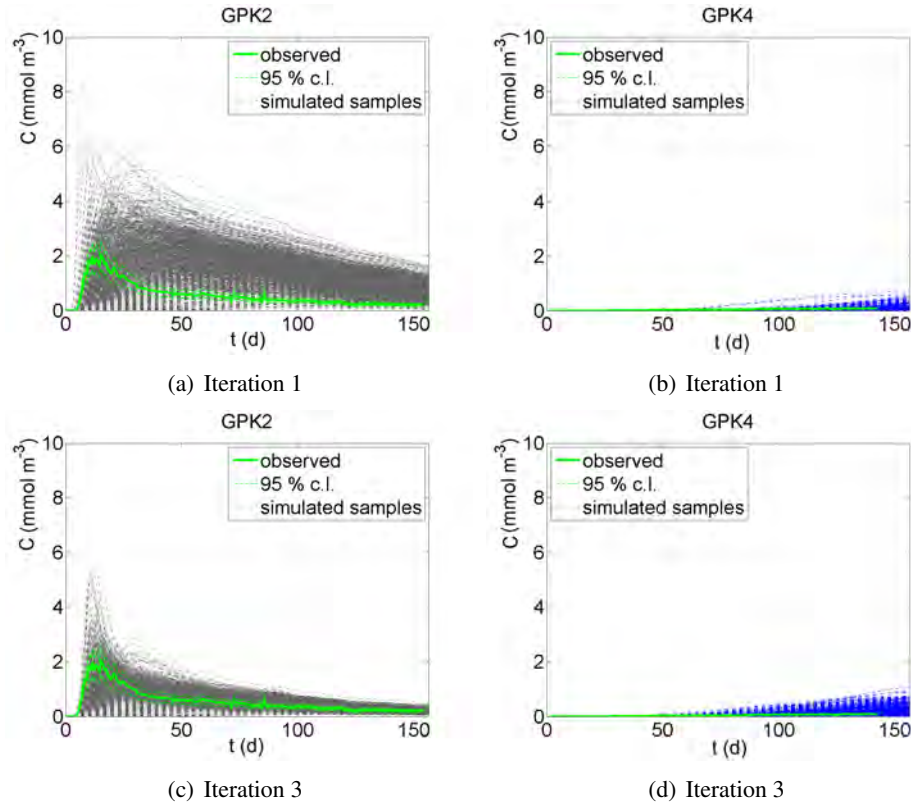 GPK2
C (mmol m-3)
10
8
6
4
2
0
observed
95 % c.l.
simulated samples
0
50
100
150
t (d)
(a) Iteration 1
GPK4
C (mmol m-3)
10
8
6
4
2
0
observed
95 % c.l.
simulated samples
0
50
100
150
t (d)
(b) Iteration 1
GPK2
C (mmol m-3)
10
8
6
4
2
0
observed
95 % c.l.
simulated samples
0
50
100
150
t (d)
(c) Iteration 3
GPK4
C (mmol m-3)
10
8
6
4
2
0
observed
95 % c.l.
simulated samples
0
50
100
150
t (d)
(d) Iteration 3